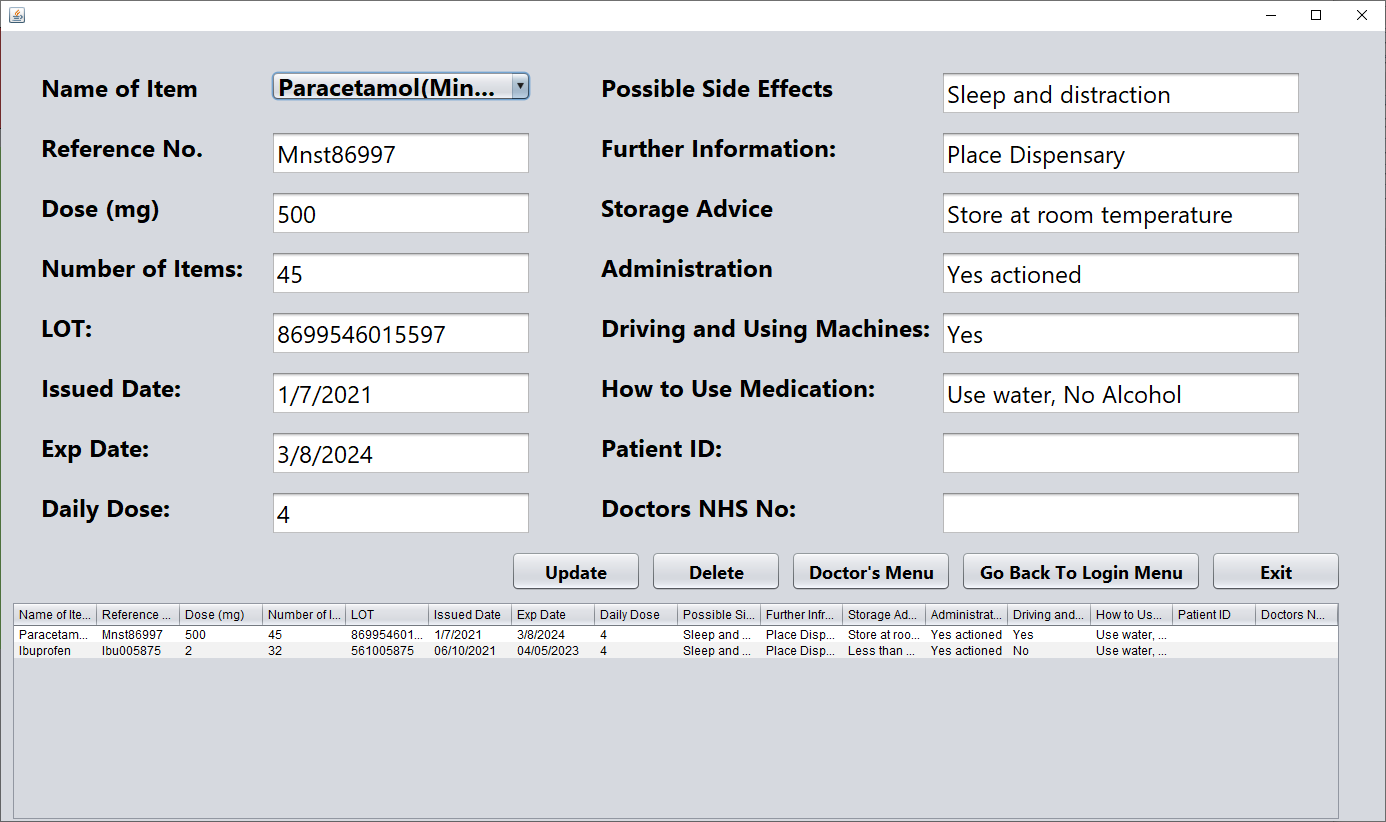 Name of Item Paracetamol(Min... Possible Side Effects Sleep and distraction
Reference No. Mnst86997 Further Information: Place Dispensary
Dose (mg) 500 Storage Advice Store at room temperature
Number of Items: 45 Administration Yes actioned
LOT: 8699546015597 Driving and Using Machines: Yes
Issued Date: 1/7/2021 How to Use Medication: Use water, No Alcohol
Exp Date: 3/8/2024 Patient ID:
Daily Dose: 4 Doctors NHS No:
Update Delete Doctor's Menu Go Back To Login Menu Exit
Name of Ite... Reference ... Dose (mg) Number of I... LOT Issued Date Exp Date Daily Dose Possible Si... Further Infr... Storage Ad... Administrat... Driving and... How to Us... Patient ID Doctors N...
Paracetam... Mnst86997 500 45 869954601... 1/7/2021 3/8/2024 4 Sleep and ... Place Disp... Store at roo... Yes actioned Yes Use water, ...
Ibuprofen Ibu005875 2 32 561005875 06/10/2021 04/05/2023 4 Sleep and ... Place Disp... Less than ... Yes actioned No Use water, ...